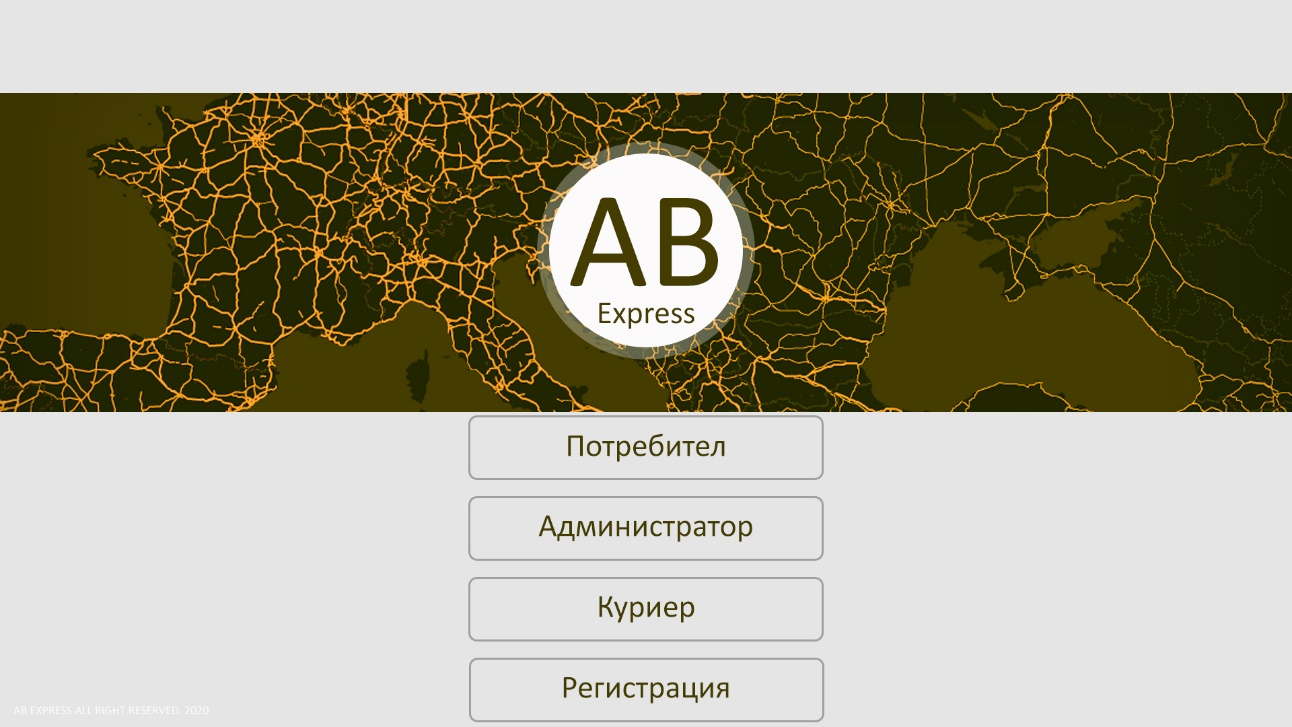 AB
Express
Потребител
Администратор
Куриер
Регистрация
AB EXPRESS.ALL RIGHT RESERVED. 2020